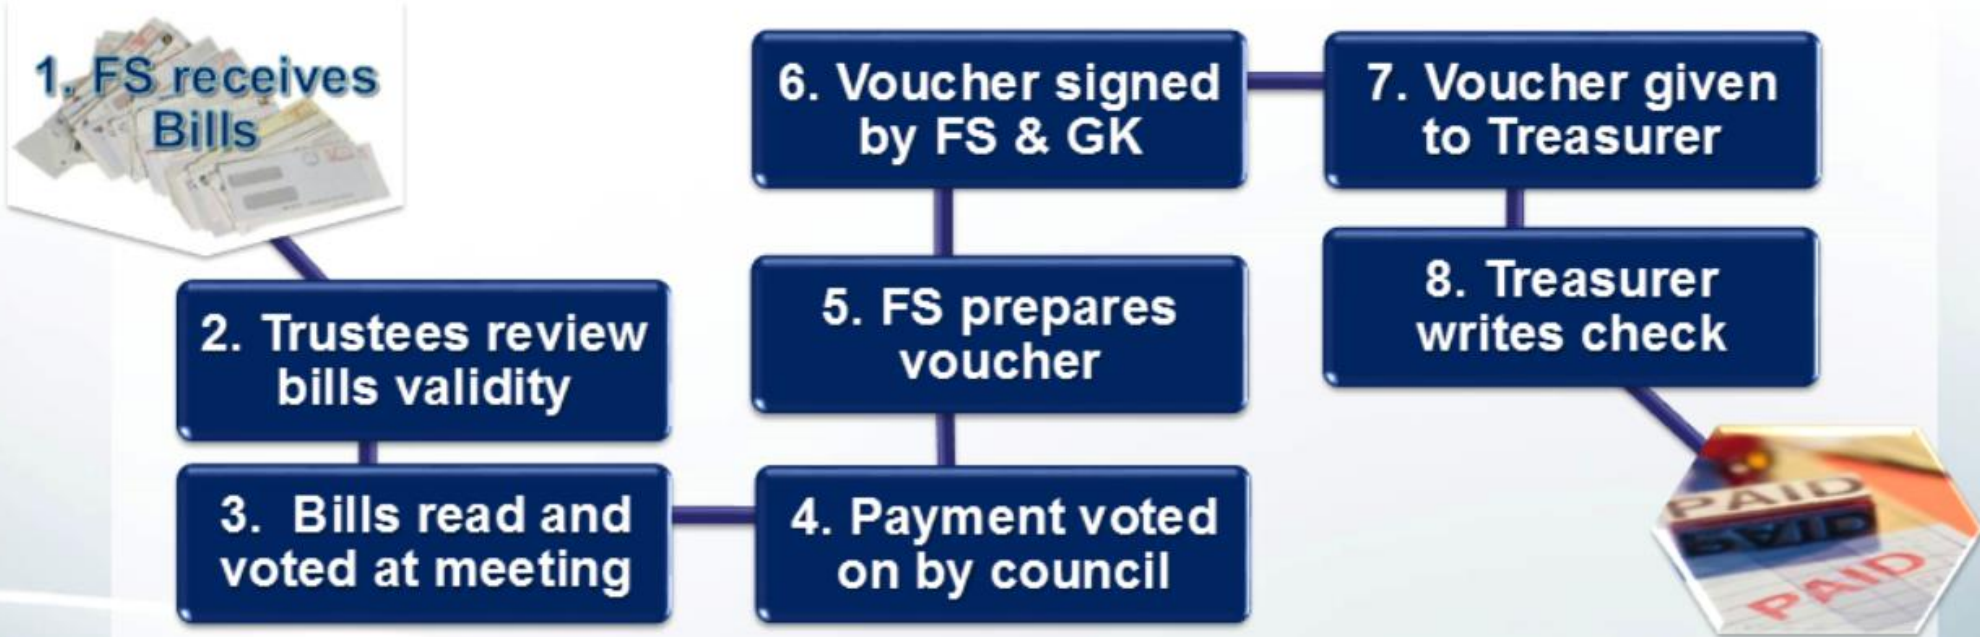 1. FS receives
Bills
2. Trustees review
bills validity
3. Bills read and
voted at meeting
4. Payment voted
on by council
5. FS prepares
voucher
6. Voucher signed
by FS & GK
7. Voucher given
to Treasurer
8. Treasurer
writes check
PAID
PAID
PAID